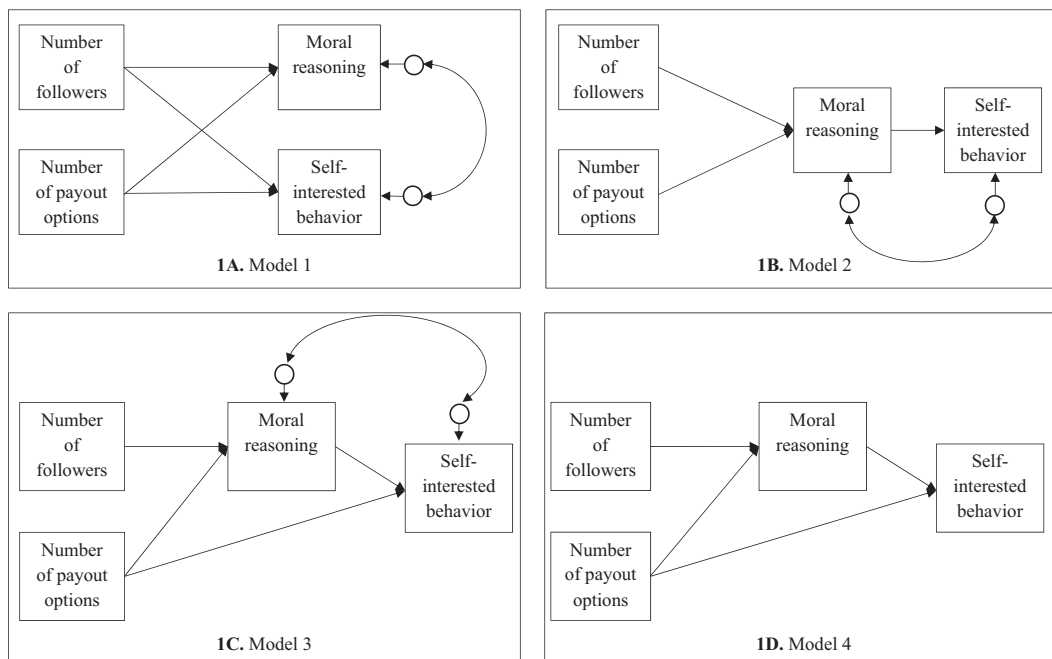 Number
of
followers
Moral
reasoning
Number
of payout
options
Self-
interested
behavior
1A. Model 1
Number
of
followers
Moral
reasoning
Self-
interested
behavior
Number
of payout
options
1B. Model 2
Number
of
followers
Moral
reasoning
Self-
interested
behavior
Number
of payout
options
1C. Model 3
Number
of
followers
Moral
reasoning
Self-
interested
behavior
Number
of payout
options
1D. Model 4